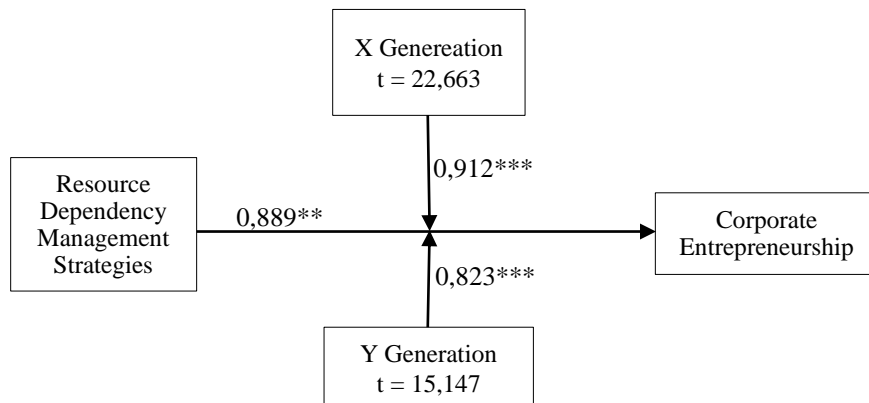 X Genereation
t = 22,663
0,912***
Resource
Dependency
Management
Strategies
0,889**
Corporate
Entrepreneurship
0,823***
Y Generation
t = 15,147